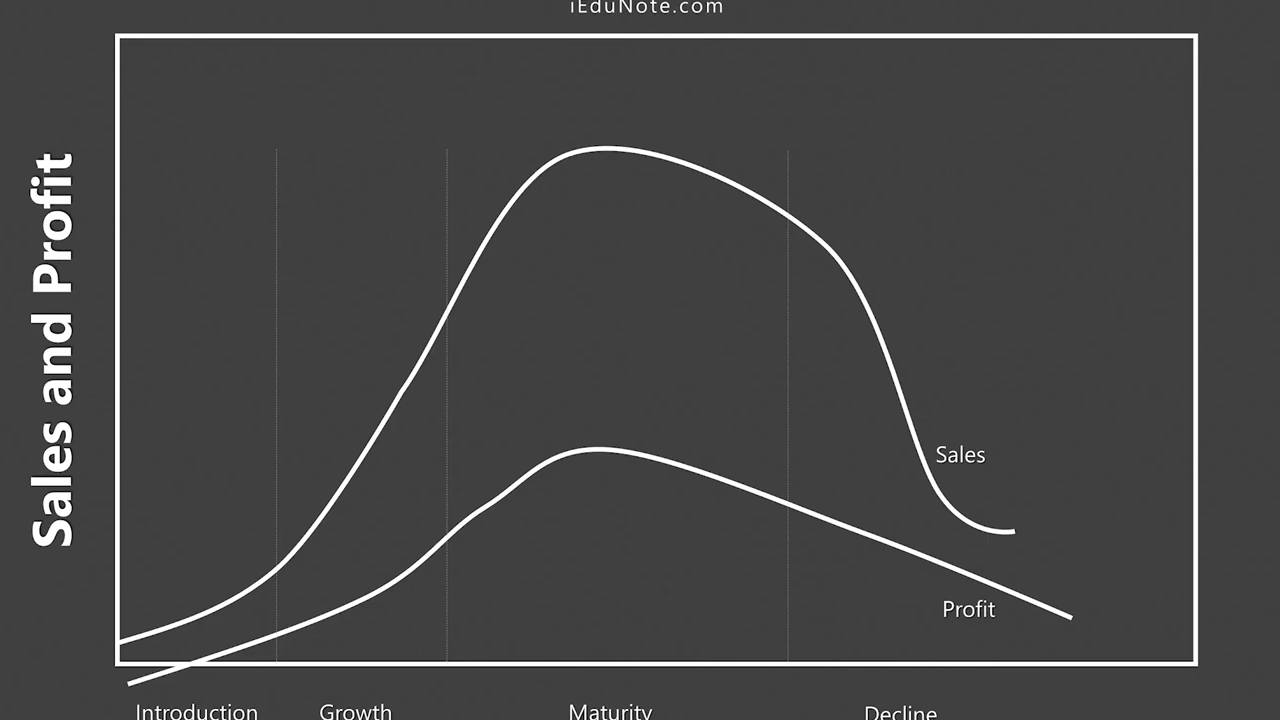 iEduNote.com
Sales and Profit
Sales
Profit
Introduction Growth Maturity Decline